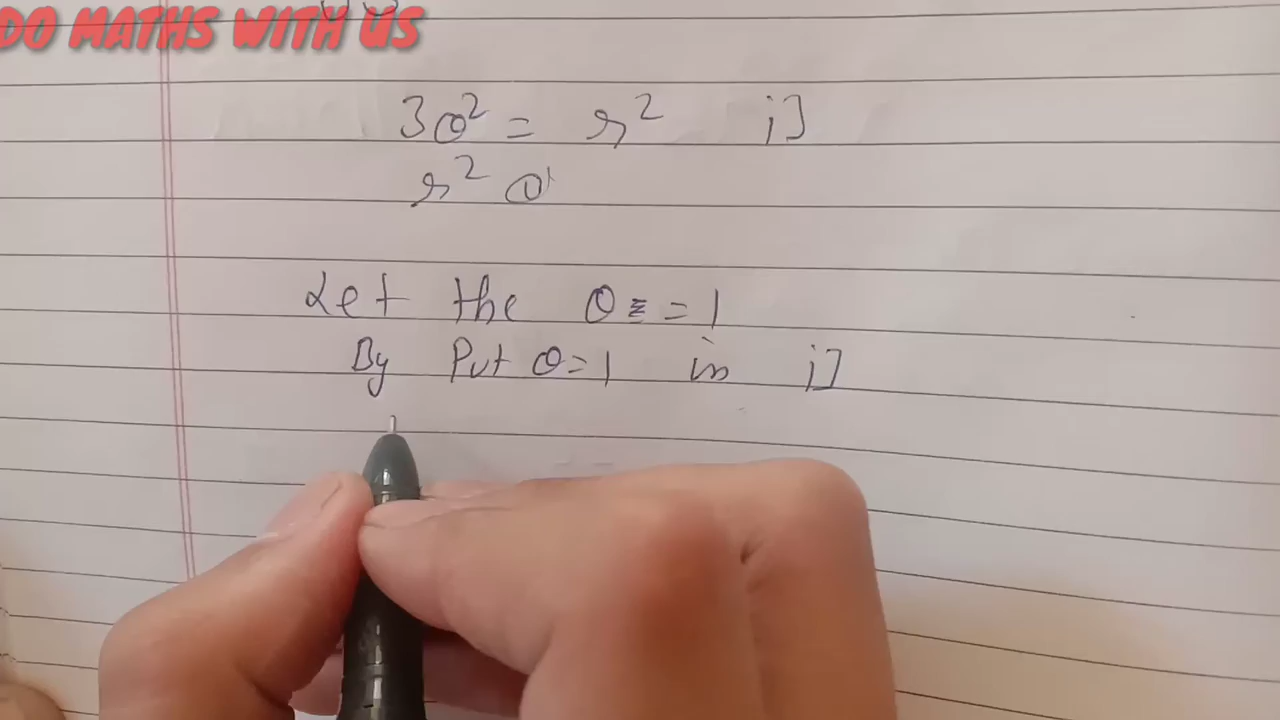 DO MATHS WITH US
3θ² = r² i]
r² θ
Let the θ = 1
By Put θ=1 in i]